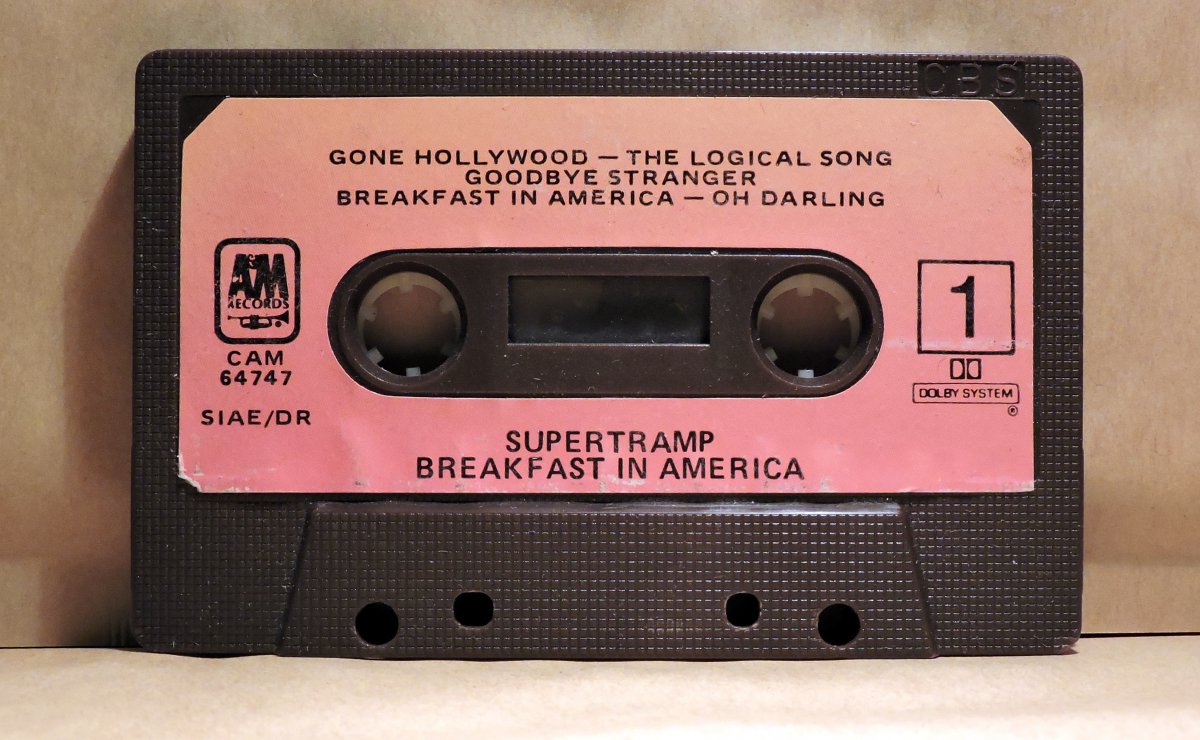 CBS
GONE HOLLYWOOD — THE LOGICAL SONG
GOODBYE STRANGER
BREAKFAST IN AMERICA — OH DARLING
A&M
RECORDS
CAM
64747
SIAE/DR
1
DOLBY SYSTEM
®
SUPERTRAMP
BREAKFAST IN AMERICA